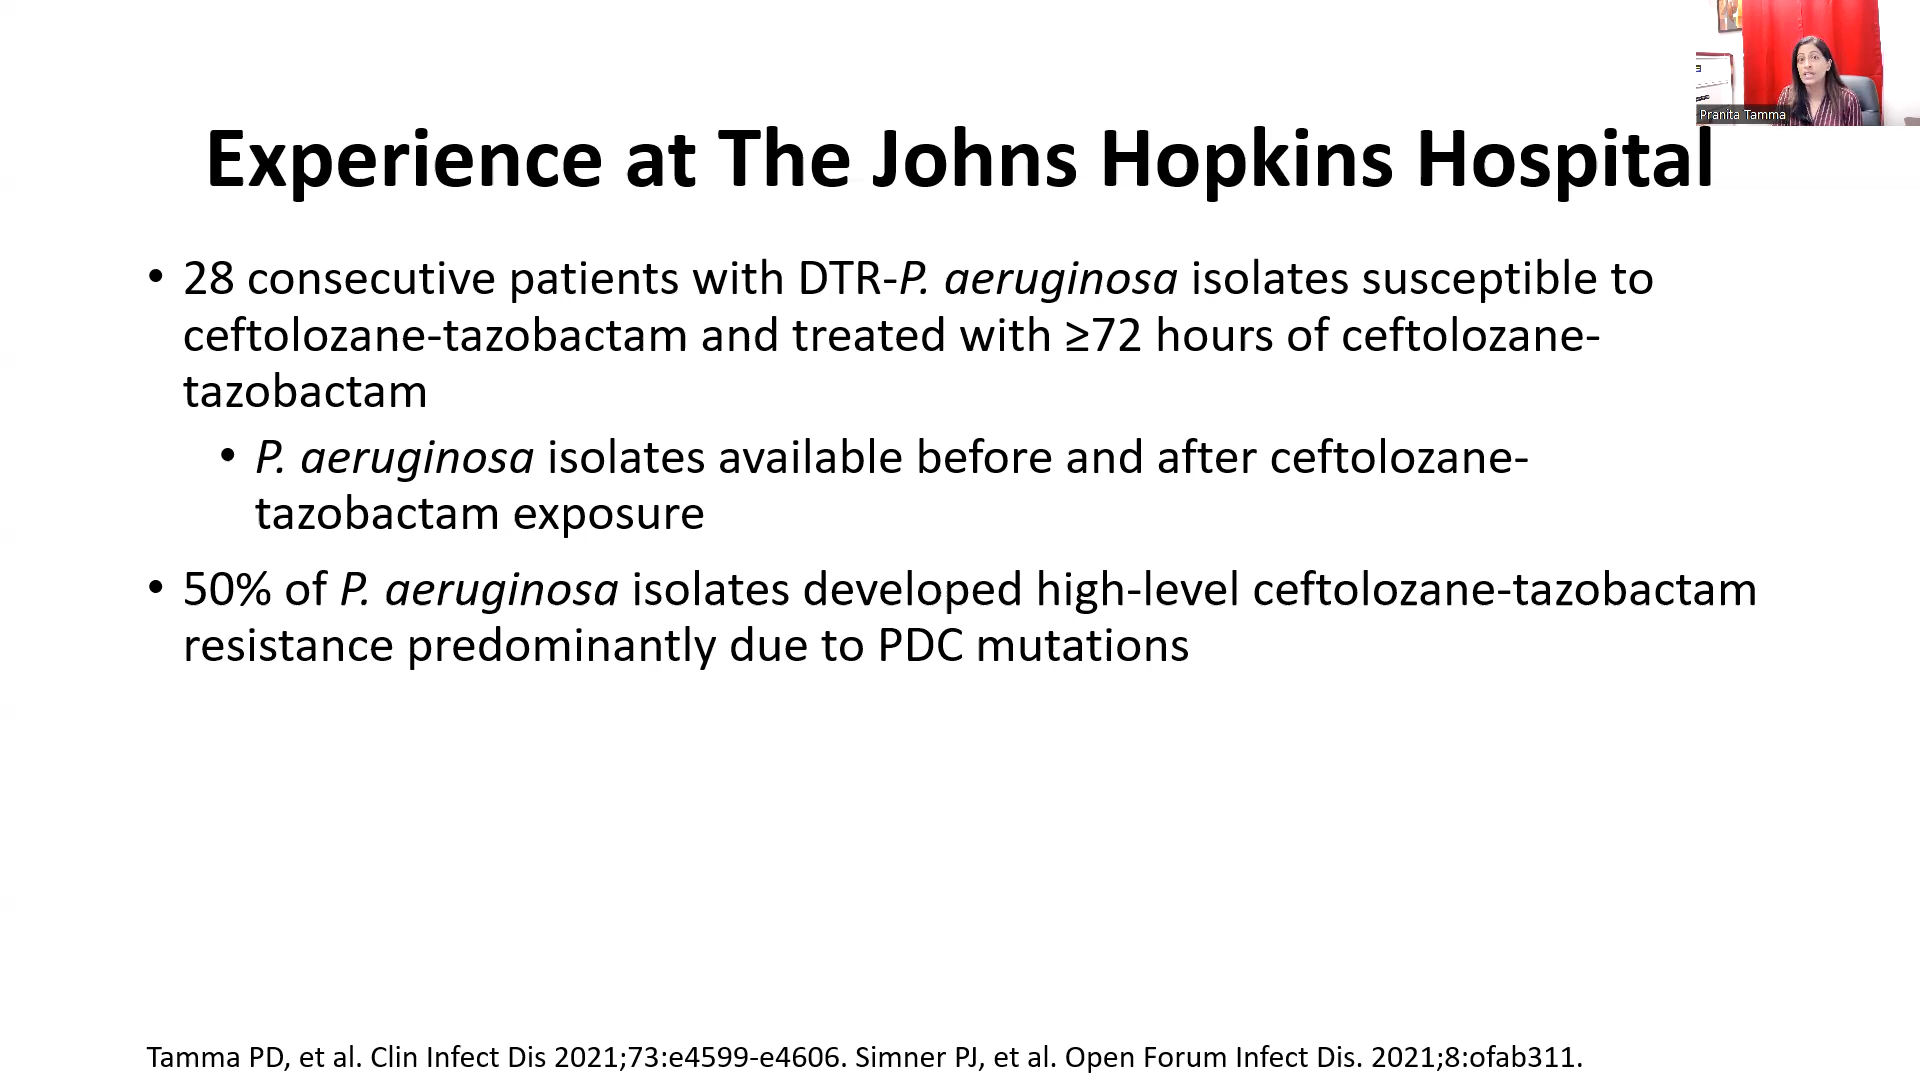 Pranita Tamma
Experience at The Johns Hopkins Hospital
• 28 consecutive patients with DTR-P. aeruginosa isolates susceptible to
ceftolozane-tazobactam and treated with ≥72 hours of ceftolozane-
tazobactam
• P. aeruginosa isolates available before and after ceftolozane-
tazobactam exposure
• 50% of P. aeruginosa isolates developed high-level ceftolozane-tazobactam
resistance predominantly due to PDC mutations
Tamma PD, et al. Clin Infect Dis 2021;73:e4599-e4606. Simner PJ, et al. Open Forum Infect Dis. 2021;8:ofab311.